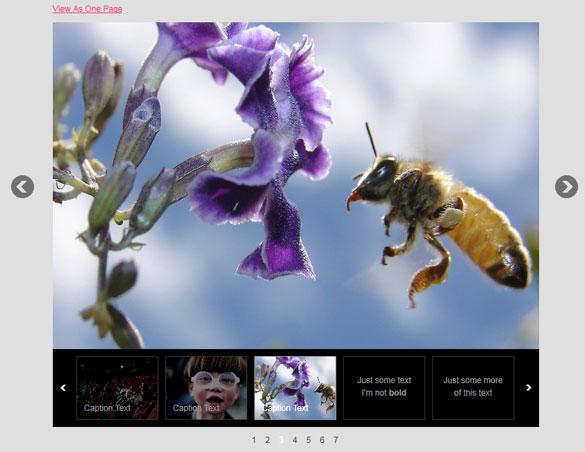 View As One Page
Caption Text
Caption Text
Caption Text
Just some text
I'm not bold
Just some more
of this text
1 2 3 4 5 6 7